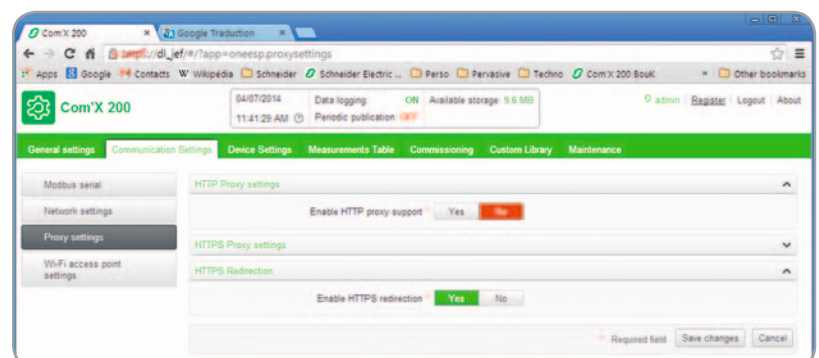 Com'X 200
Google Traduction
://dl_jef/#/?app=oneesp.proxysettings
Apps Google Contacts W Wikipédia Schneider Schneider Electric ... Perso Pervasive Techno Com'X 200 BouK » Other bookmarks
Com'X 200
04/07/2014 Data logging ON Available storage: 9.6 MB admin Register Logout About
11:41:29 AM Periodic publication OFF
General settings Communication Settings Device Settings Measurements Table Commissioning Custom Library Maintenance
Modbus serial
Network settings
Proxy settings
Wi-Fi access point settings
HTTP Proxy settings
Enable HTTP proxy support * Yes No
HTTPS Proxy settings
HTTPS Redirection
Enable HTTPS redirection * Yes No
* Required field Save changes Cancel